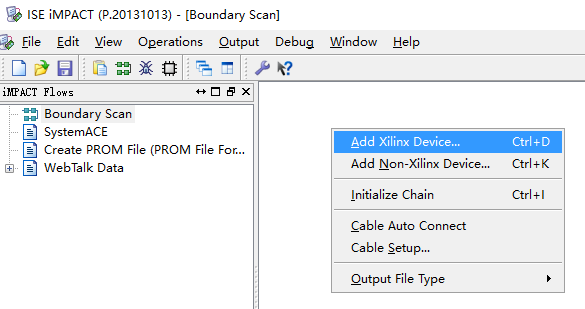 ISE iMPACT (P.20131013) - [Boundary Scan]
File Edit View Operations Output Debug Window Help
iMPACT Flows
Boundary Scan
SystemACE
Create PROM File (PROM File For...
WebTalk Data
Add Xilinx Device... Ctrl+D
Add Non-Xilinx Device... Ctrl+K
Initialize Chain Ctrl+I
Cable Auto Connect
Cable Setup...
Output File Type